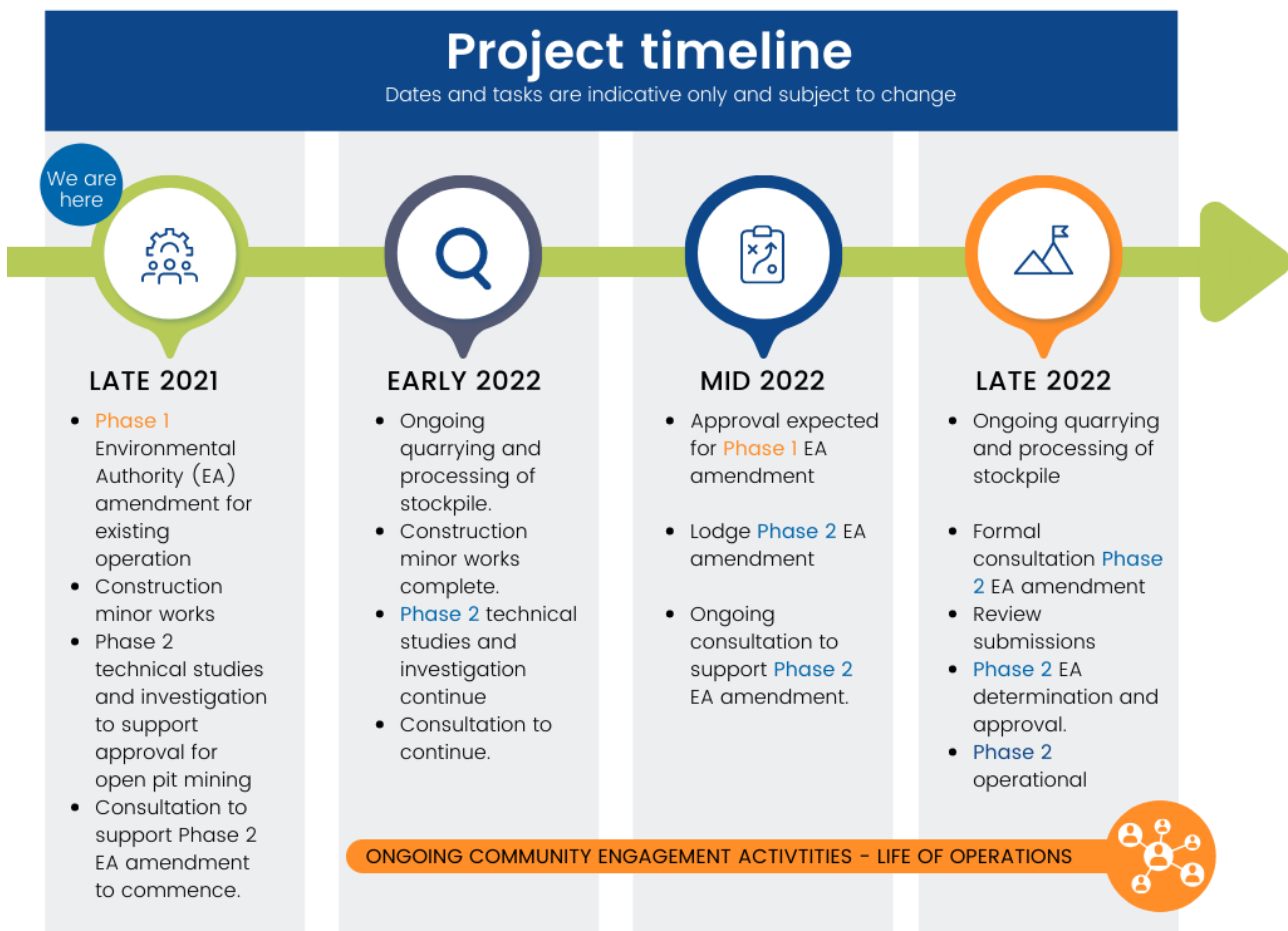 Project timeline
Dates and tasks are indicative only and subject to change
We are
here
LATE 2021
• Phase 1
Environmental
Authority (EA)
amendment for
existing
operation
• Construction
minor works
• Phase 2
technical studies
and investigation
to support
approval for
open pit mining
• Consultation to
support Phase 2
EA amendment
to commence.
EARLY 2022
• Ongoing
quarrying and
processing of
stockpile.
• Construction
minor works
complete.
• Phase 2 technical
studies and
investigation
continue
• Consultation to
continue.
MID 2022
• Approval expected
for Phase 1 EA
amendment
• Lodge Phase 2 EA
amendment
• Ongoing
consultation to
support Phase 2
EA amendment.
LATE 2022
• Ongoing quarrying
and processing of
stockpile
• Formal
consultation Phase
2 EA amendment
• Review
submissions
• Phase 2 EA
determination and
approval.
• Phase 2
operational
ONGOING COMMUNITY ENGAGEMENT ACTIVTITIES - LIFE OF OPERATIONS